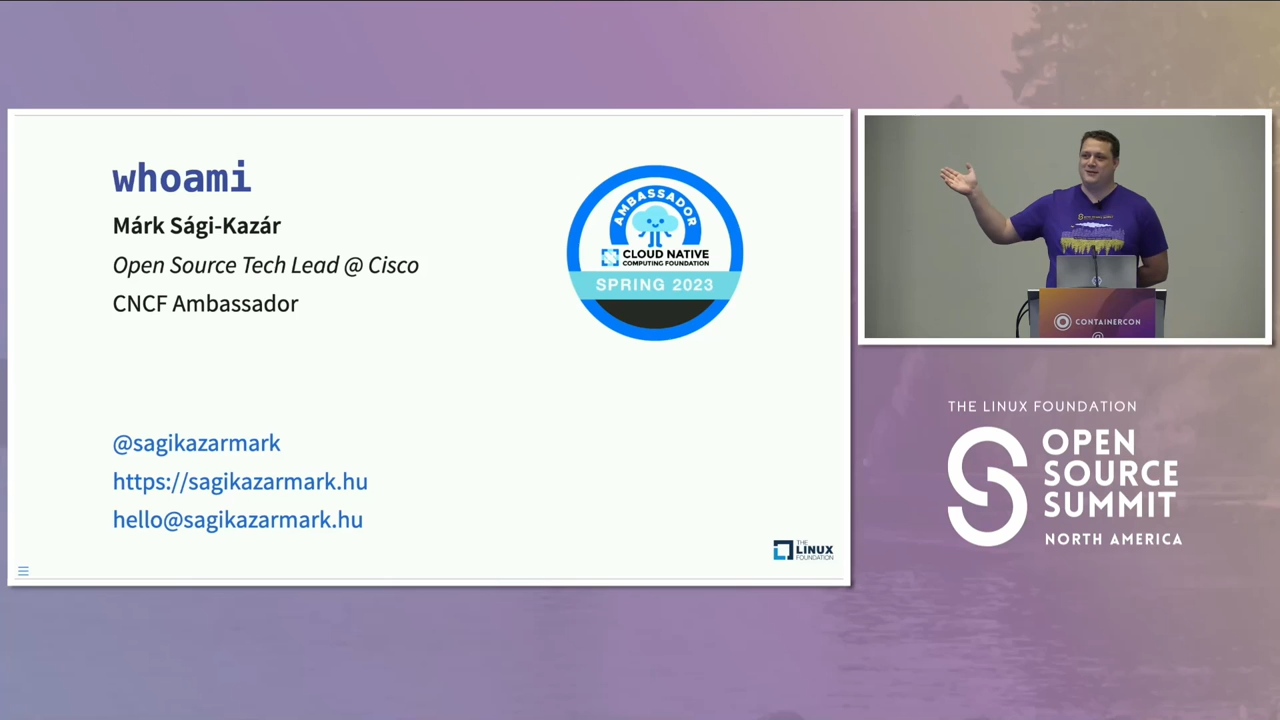 whoami
Márk Sági-Kazár
Open Source Tech Lead @ Cisco
CNCF Ambassador
AMBASSADOR
CLOUD NATIVE
COMPUTING FOUNDATION
SPRING 2023
@sagikazarmark
https://sagikazarmark.hu
hello@sagikazarmark.hu
THE
LINUX
FOUNDATION
CONTAINERCON
THE LINUX FOUNDATION
OPEN
SOURCE
SUMMIT
NORTH AMERICA